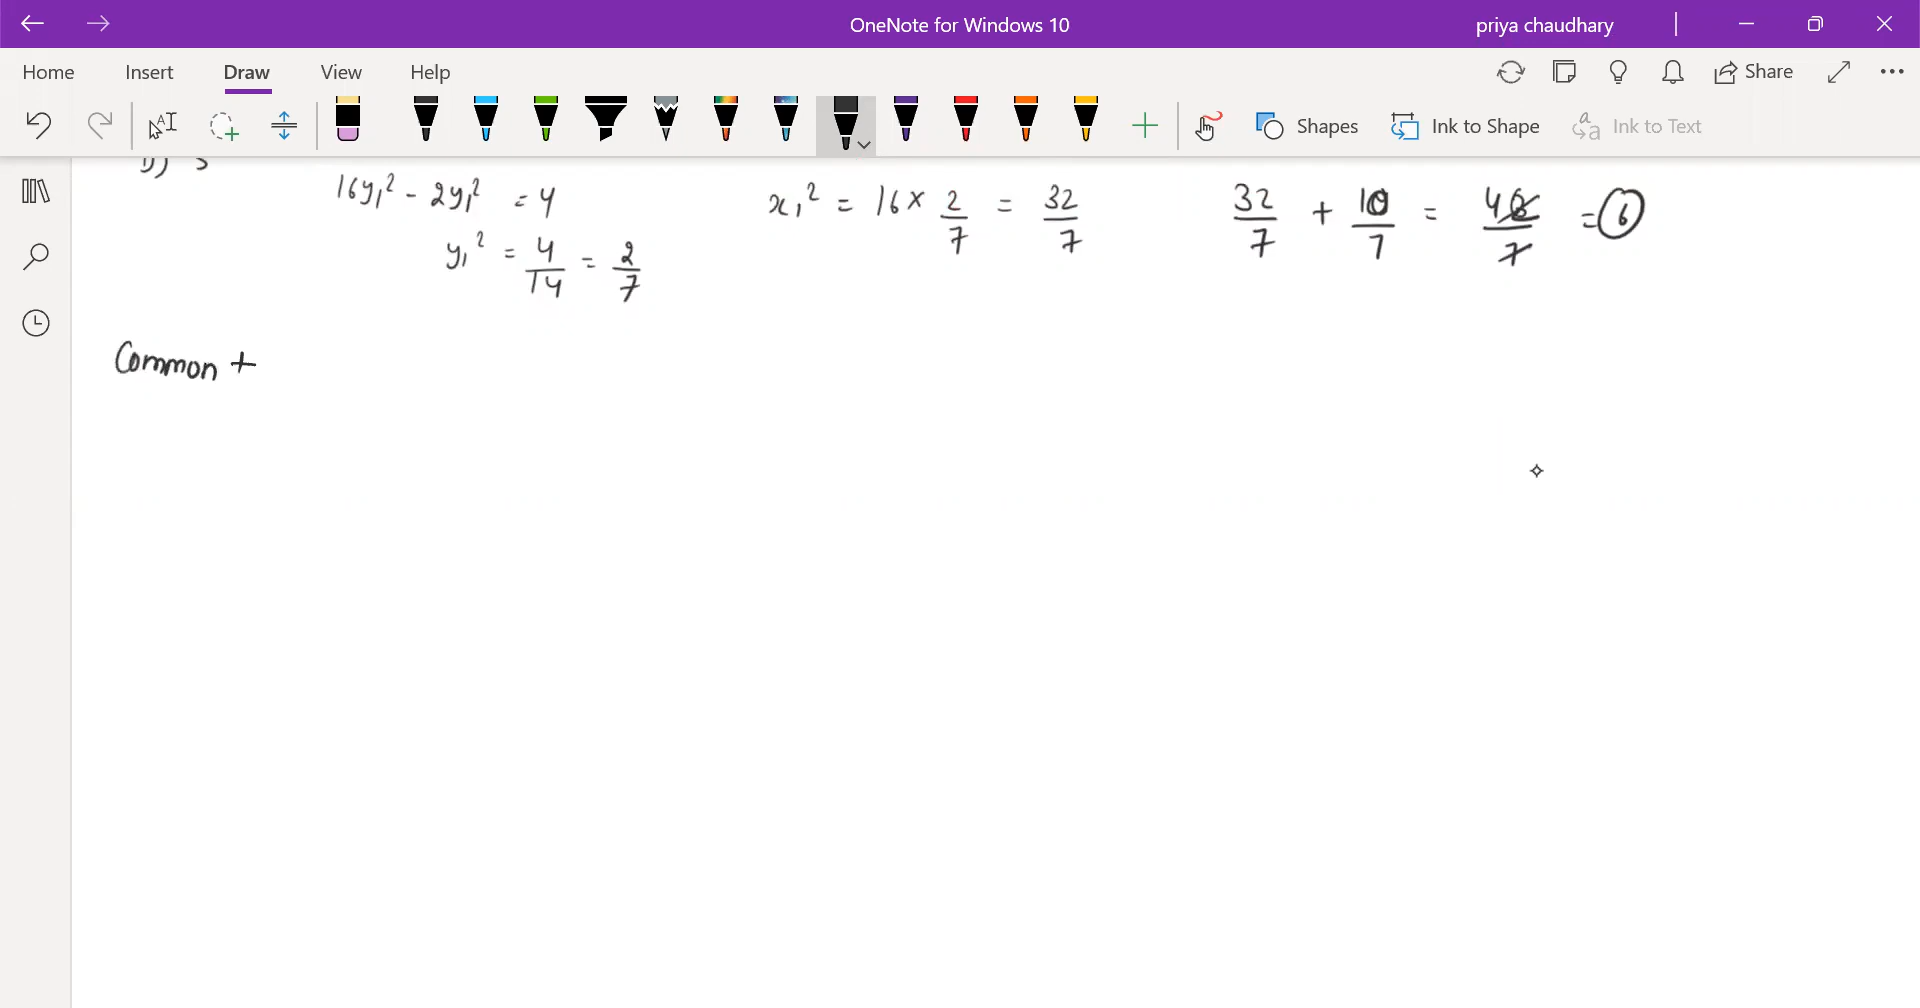 OneNote for Windows 10
priya chaudhary
Home Insert Draw View Help
Share
Shapes
Ink to Shape
Ink to Text
b) 5
16y₁² - 2y₁² = 4
y₁² = 4/14 = 2/7
x₁² = 16 × 2/7 = 32/7
32/7 + 10/7 = 42/7 = 6
Common +